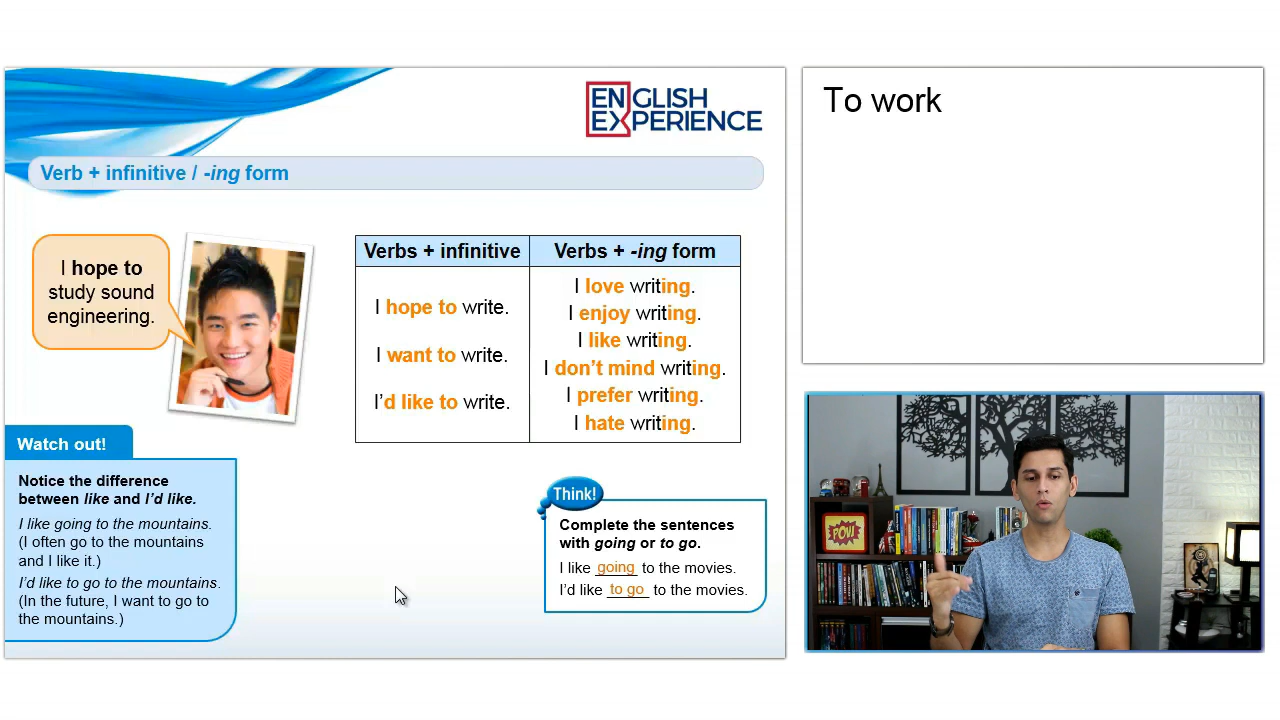 ENGLISH
EXPERIENCE
Verb + infinitive / -ing form
I hope to
study sound
engineering.
Verbs + infinitive
I hope to write.
I want to write.
I'd like to write.
Verbs + -ing form
I love writing.
I enjoy writing.
I like writing.
I don't mind writing.
I prefer writing.
I hate writing.
Watch out!
Notice the difference
between like and I'd like.
I like going to the mountains.
(I often go to the mountains
and I like it.)
I'd like to go to the mountains.
(In the future, I want to go to
the mountains.)
Think!
Complete the sentences
with going or to go.
I like going to the movies.
I'd like to go to the movies.
To work
POW!